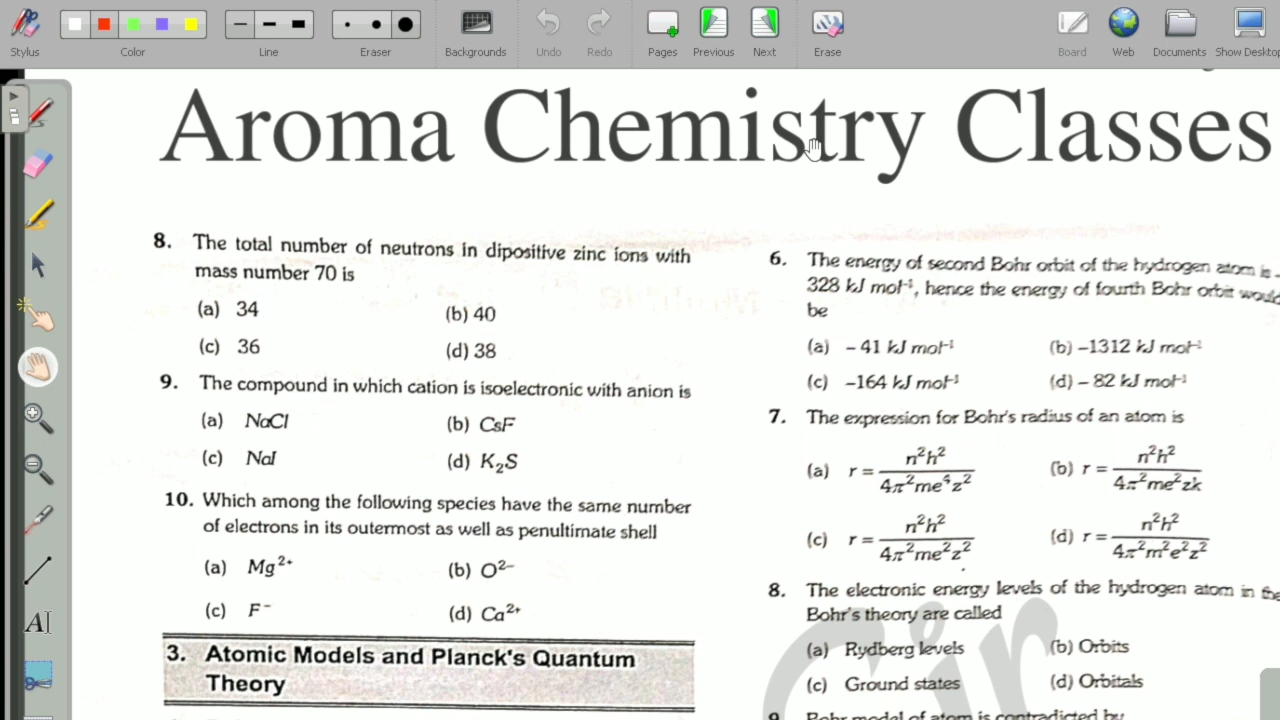 Stylus
Color
Line
Eraser
Backgrounds
Undo
Redo
Pages
Previous
Next
Erase
Board
Web
Documents
Show Desktop
Aroma Chemistry Classes
8. The total number of neutrons in dipositive zinc ions with
mass number 70 is
(a) 34 (b) 40
(c) 36 (d) 38
9. The compound in which cation is isoelectronic with anion is
(a) NaCl (b) CsF
(c) NaI (d) K₂S
10. Which among the following species have the same number
of electrons in its outermost as well as penultimate shell
(a) Mg²⁺ (b) O²⁻
(c) F⁻ (d) Ca²⁺
3. Atomic Models and Planck's Quantum
Theory
6. The energy of second Bohr orbit of the hydrogen atom is -
328 kJ mol⁻¹, hence the energy of fourth Bohr orbit would
be
(a) – 41 kJ mol⁻¹ (b) –1312 kJ mol⁻¹
(c) –164 kJ mol⁻¹ (d) – 82 kJ mol⁻¹
7. The expression for Bohr's radius of an atom is
(a) r = n²h² / 4π²me⁴z² (b) r = n²h² / 4π²me²zk
(c) r = n²h² / 4π²me²z² (d) r = n²h² / 4π²m²e²z²
8. The electronic energy levels of the hydrogen atom in the
Bohr's theory are called
(a) Rydberg levels (b) Orbits
(c) Ground states (d) Orbitals
9. Bohr model of atom is contradicted by